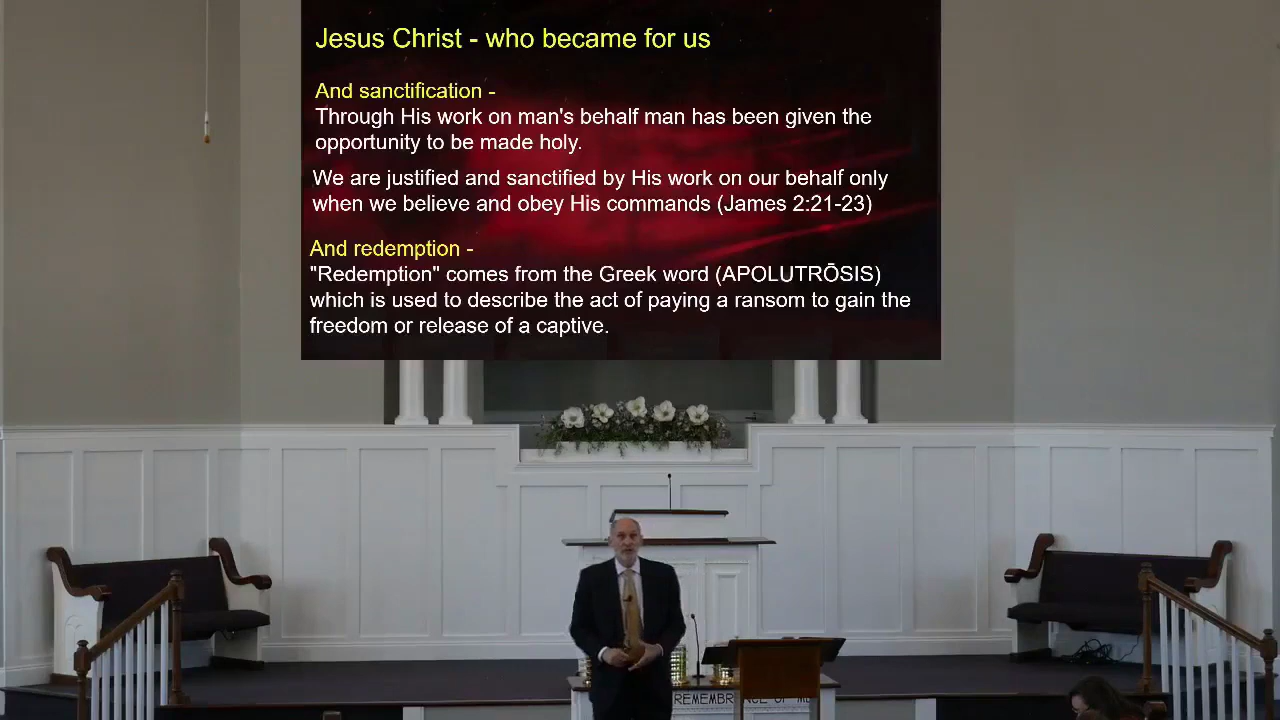 Jesus Christ - who became for us
And sanctification -
Through His work on man's behalf man has been given the
opportunity to be made holy.
We are justified and sanctified by His work on our behalf only
when we believe and obey His commands (James 2:21-23)
And redemption -
"Redemption" comes from the Greek word (APOLUTRŌSIS)
which is used to describe the act of paying a ransom to gain the
freedom or release of a captive.
REMEMBRANCE OF